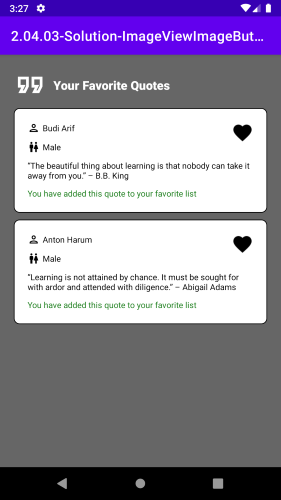 3:27
2.04.03-Solution-ImageViewImageBut...
Your Favorite Quotes
Budi Arif
Male
"The beautiful thing about learning is that nobody can take it
away from you." – B.B. King
You have added this quote to your favorite list
Anton Harum
Male
"Learning is not attained by chance. It must be sought for
with ardor and attended with diligence." – Abigail Adams
You have added this quote to your favorite list